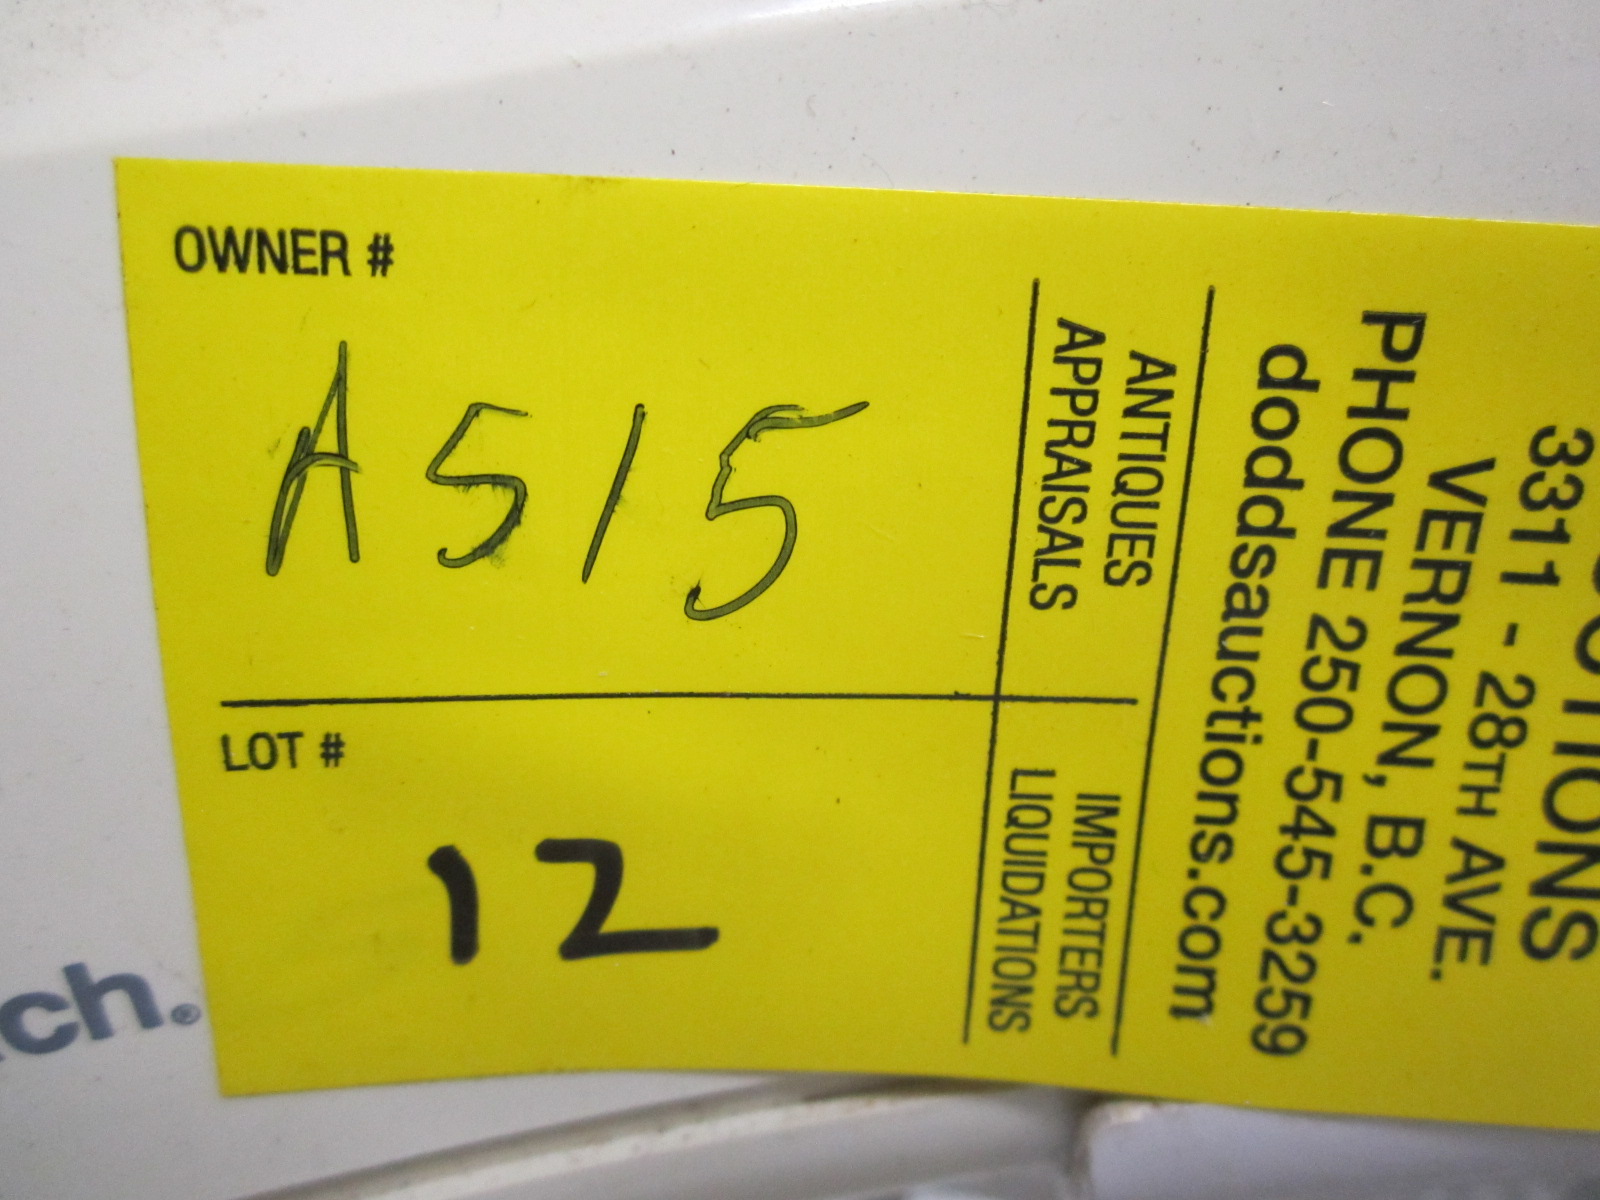 OWNER #
A515
LOT #
12
ANTIQUES
APPRAISALS
IMPORTERS
LIQUIDATIONS
3311 - 28TH AVE.
VERNON, B.C.
PHONE 250-545-3259
doddsauctions.com